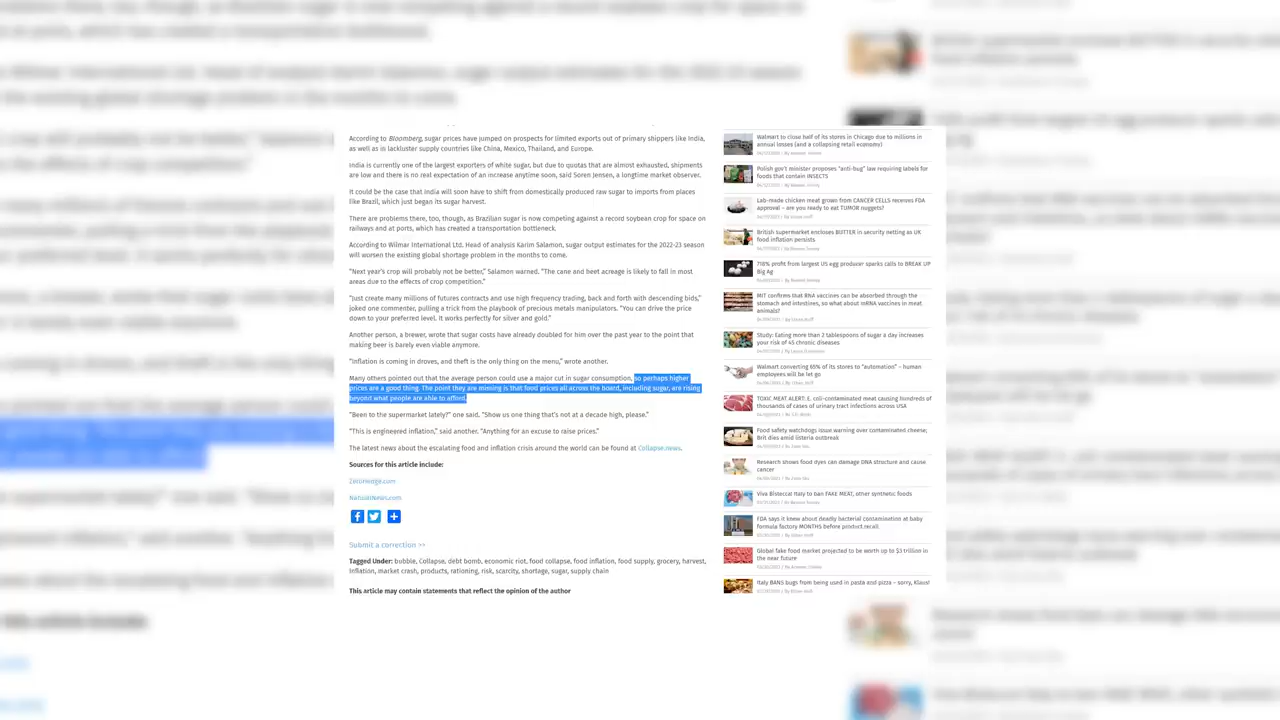 According to Bloomberg, sugar prices have jumped on prospects for limited exports out of primary shippers like India,
as well as is lackluster supply countries like China, Mexico, Thailand, and Europe.
India is currently one of the largest exporters of white sugar, but due to quotas that are almost exhausted, shipments
are low and there is no real expectation of an increase anytime soon, said Soren Jensen, a longtime market observer.
It could be the case that India will soon have to shift from domestically produced raw sugar to imports from places
like Brazil, which just began its sugar harvest.
There are problems there, too, though, as Brazilian sugar is now competing against a record soybean crop for space on
railways and at ports, which has created a transportation bottleneck.
According to Wilmar International Ltd. Head of analysis Karim Salamon, sugar output estimates for the 2022-23 season
will worsen the existing global shortage problem in the months to come.
“Next year’s crop will probably not be better,” Salamon warned. “The cane and beet acreage is likely to fall in most
areas due to the effects of crop competition.”
“Just create many millions of futures contracts and use high frequency trading, back and forth with descending bids,”
joked one commenter, pulling a trick from the playbook of precious metals manipulators. “You can drive the price
down to your preferred level. It works perfectly for silver and gold.”
Another person, a brewer, wrote that sugar costs have already doubled for him over the past year to the point that
making beer is barely even viable anymore.
“Inflation is coming in droves, and theft is the only thing on the menu,” wrote another.
Many others pointed out that the average person could use a major cut in sugar consumption, so perhaps higher
prices are a good thing. The point they are missing is that food prices all across the board, including sugar, are rising
beyond what people are able to afford.
“Been to the supermarket lately?” one said. “Show us one thing that’s not at a decade high, please.”
“This is engineered inflation,” said another. “Anything for an excuse to raise prices.”
The latest news about the escalating food and inflation crisis around the world can be found at Collapse.news.
Sources for this article include:
ZeroHedge.com
NaturalNews.com
Submit a correction >>
Tagged Under: bubble, Collapse, debt bomb, economic riot, food collapse, food inflation, food supply, grocery, harvest,
Inflation, market crash, products, rationing, risk, scarcity, shortage, sugar, supply chain
This article may contain statements that reflect the opinion of the author
Walmart to close half of its stores in Chicago due to millions in
annual losses (and a collapsing retail economy)
Polish gov't minister proposes "anti-bug" law requiring labels for
foods that contain INSECTS
Lab-made chicken meat grown from CANCER CELLS receives FDA
approval – are you ready to eat TUMOR nuggets?
British supermarket encloses BUTTER in security netting as UK
food inflation persists
718% profit from largest US egg producer sparks calls to BREAK UP
Big Ag
MIT confirms that RNA vaccines can be absorbed through the
stomach and intestines, so what about mRNA vaccines in meat
animals?
Study: Eating more than 2 tablespoons of sugar a day increases
your risk of 45 chronic diseases
Walmart converting 65% of its stores to "automation" – human
employees will be let go
TOXIC MEAT ALERT: E. coli-contaminated meat causing hundreds of
thousands of cases of urinary tract infections across USA
Food safety watchdogs issue warning over contaminated cheese;
Brit dies amid listeria outbreak
Research shows food dyes can damage DNA structure and cause
cancer
Viva Bistecca! Italy to ban FAKE MEAT, other synthetic foods
FDA says it knew about deadly bacterial contamination at baby
formula factory MONTHS before product recall
Global fake food market projected to be worth up to $3 trillion in
the near future
Italy BANS bugs from being used in pasta and pizza – sorry, Klaus!